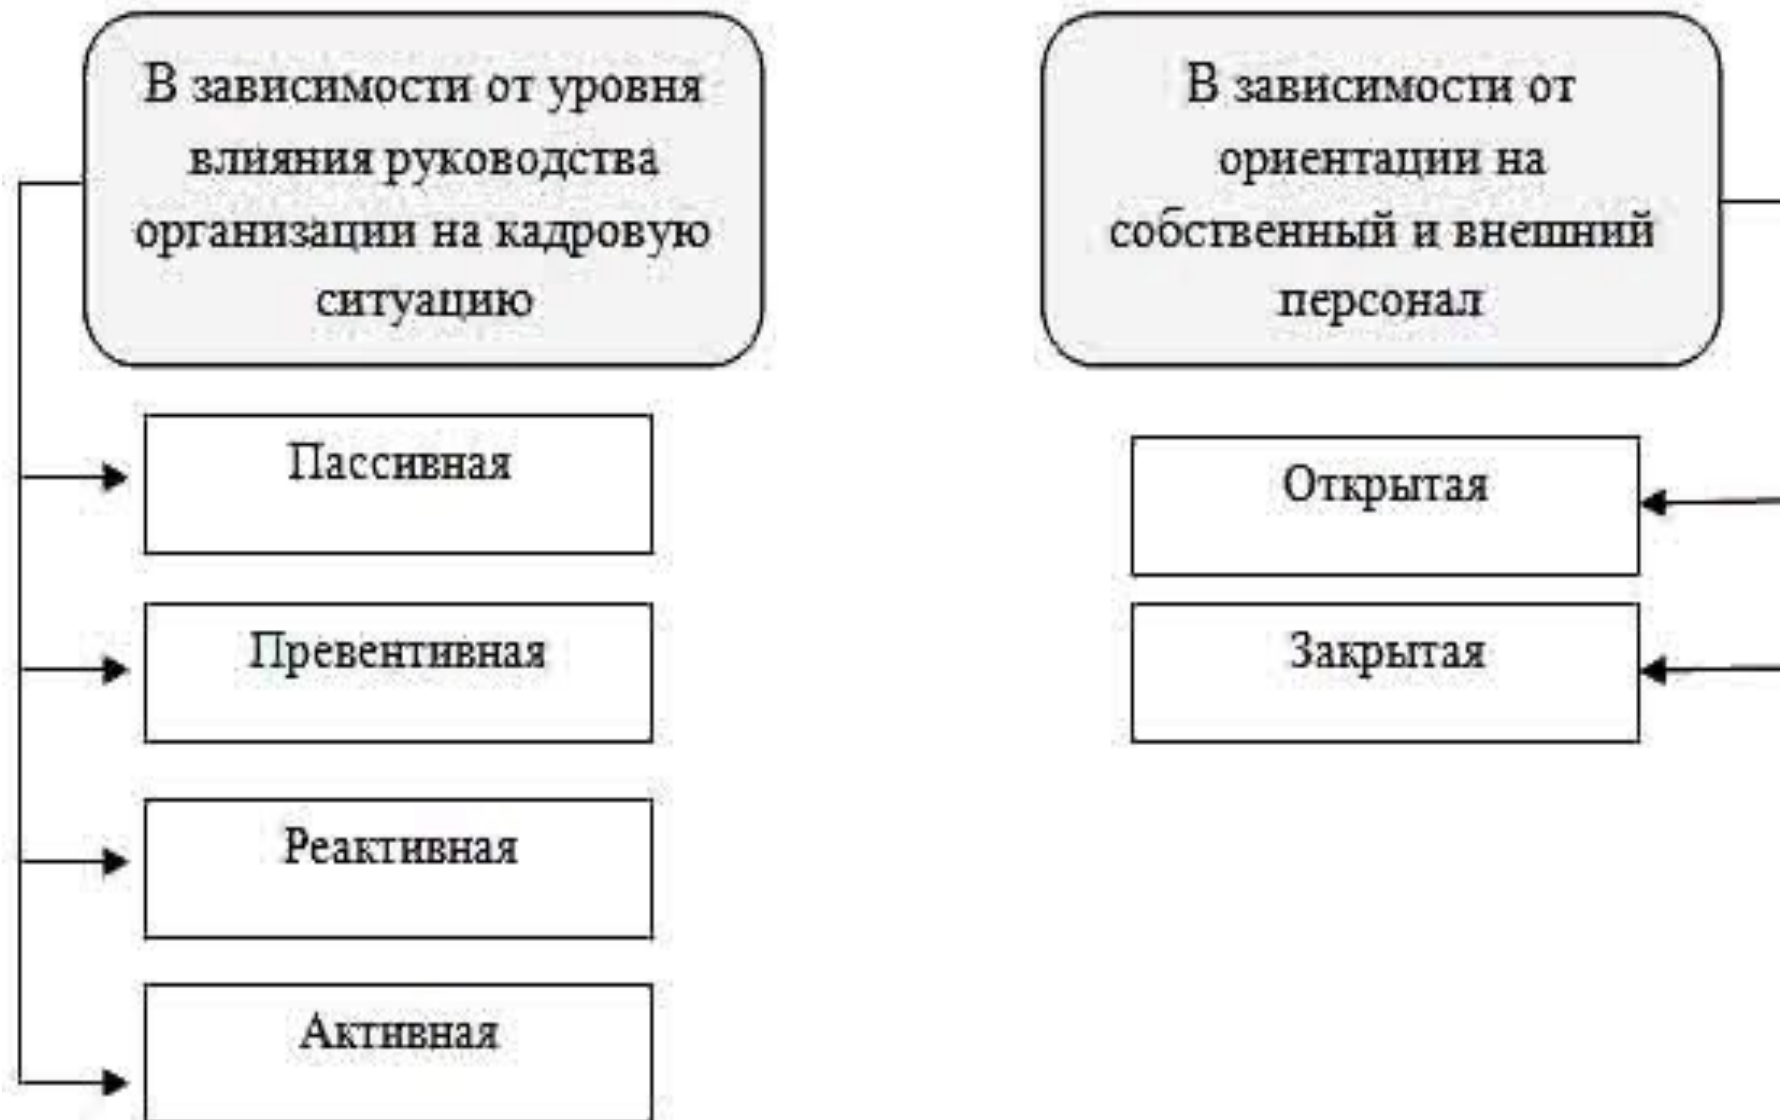 В зависимости от уровня
влияния руководства
организации на кадровую
ситуацию
Пассивная
Превентивная
Реактивная
Активная
В зависимости от
ориентации на
собственный и внешний
персонал
Открытая
Закрытая